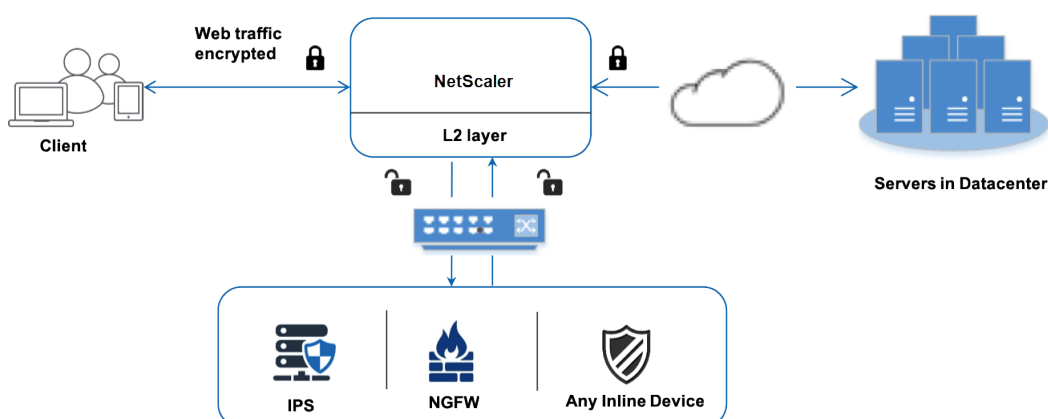 Web traffic
encrypted
NetScaler
L2 layer
Client
Servers in Datacenter
IPS
NGFW
Any Inline Device